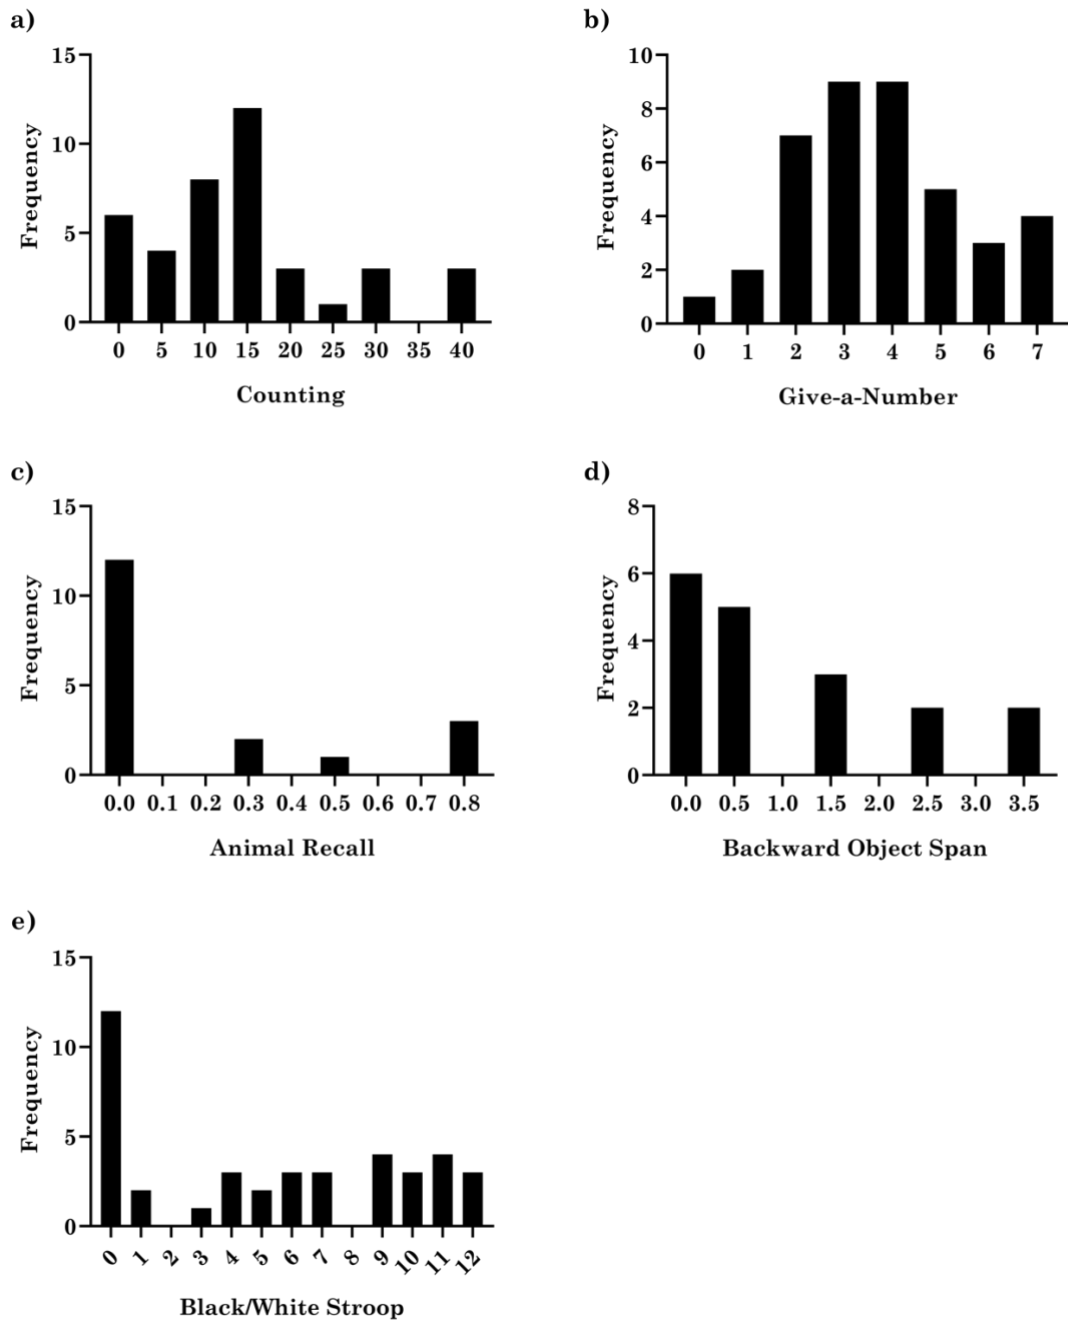 a)
b)
15
10
5
0
Frequency
0 5 10 15 20 25 30 35 40
Counting
10
8
6
4
2
0
Frequency
0 1 2 3 4 5 6 7
Give-a-Number
c)
d)
15
10
5
0
Frequency
0.0 0.1 0.2 0.3 0.4 0.5 0.6 0.7 0.8
Animal Recall
8
6
4
2
0
Frequency
0.0 0.5 1.0 1.5 2.0 2.5 3.0 3.5
Backward Object Span
e)
15
10
5
0
Frequency
0 1 2 3 4 5 6 7 8 9 10 11 12
Black/White Stroop